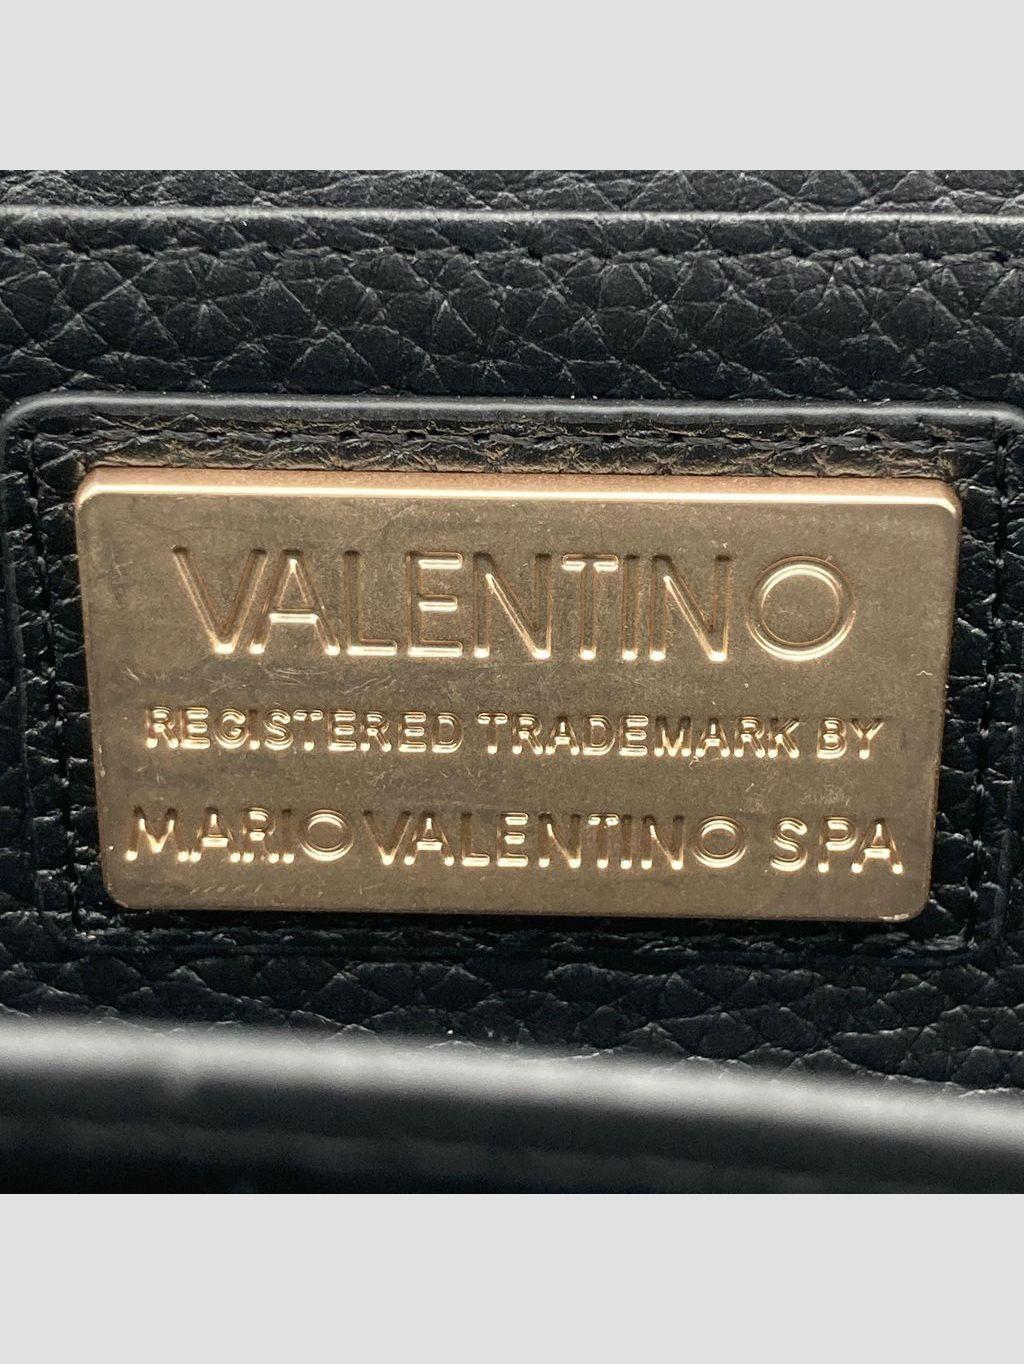 VALENTINO
REGISTERED TRADEMARK BY
MARIO VALENTINO SPA